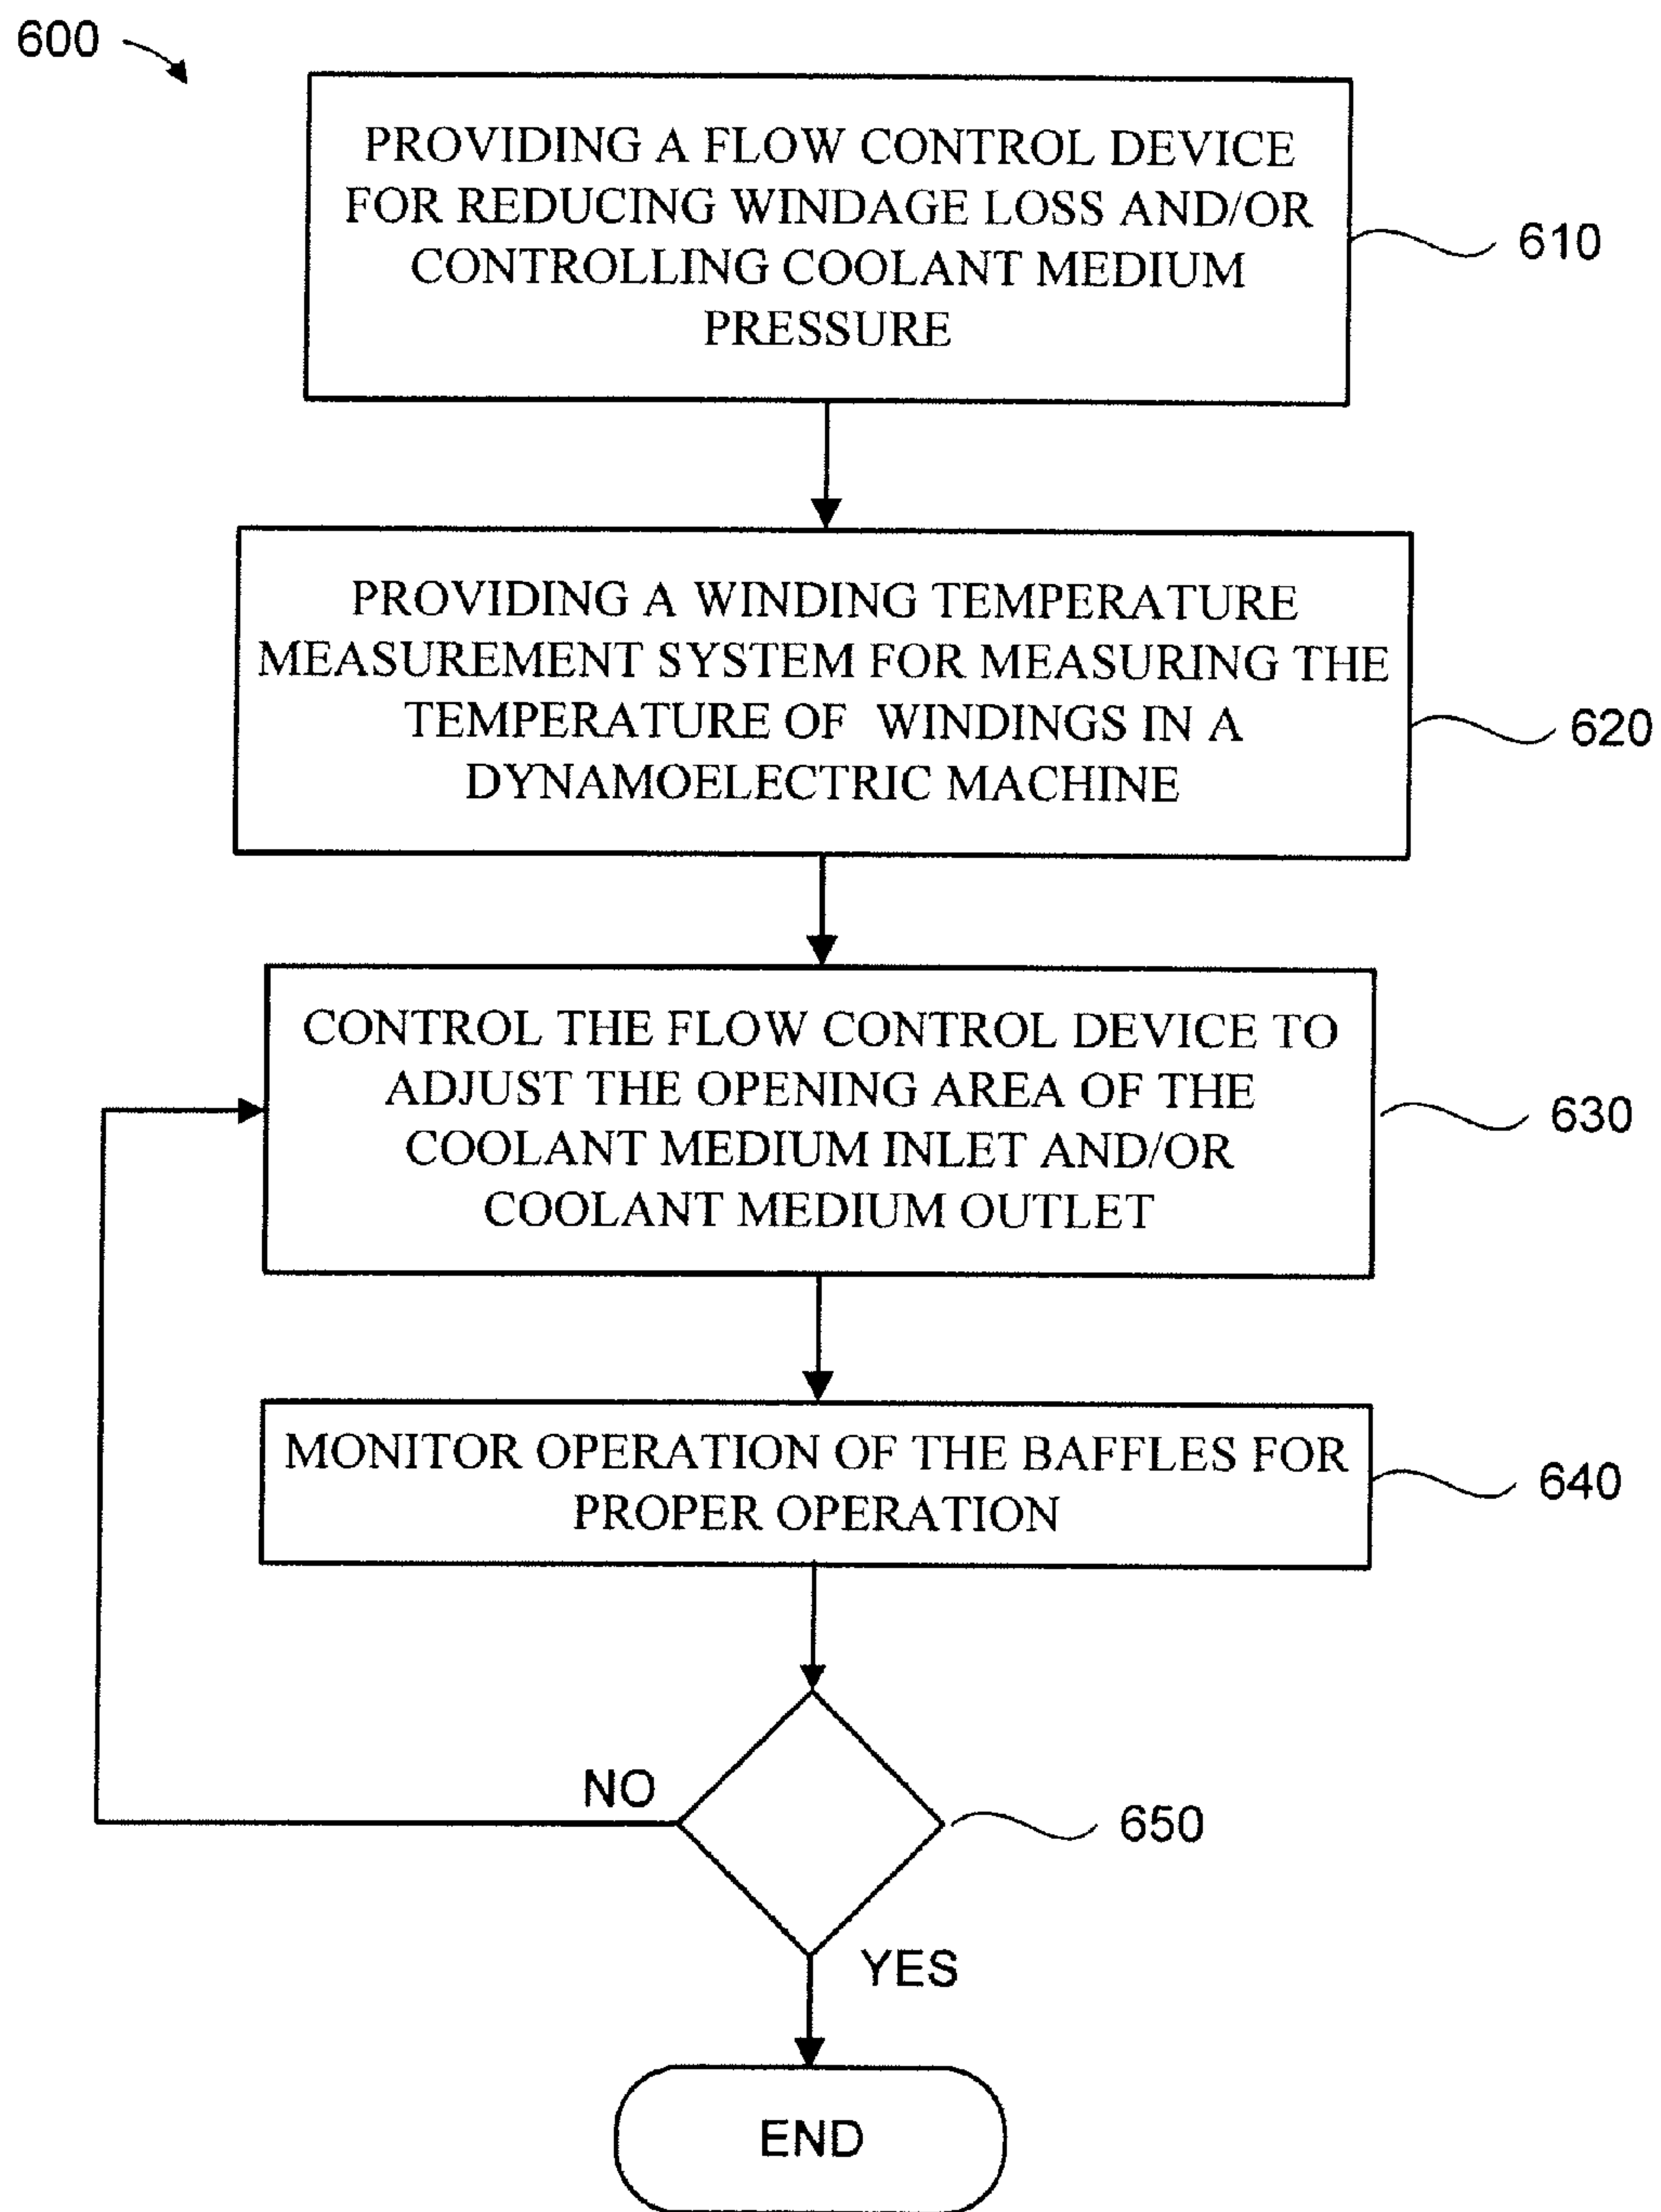 600
PROVIDING A FLOW CONTROL DEVICE
FOR REDUCING WINDAGE LOSS AND/OR
CONTROLLING COOLANT MEDIUM
PRESSURE
610
PROVIDING A WINDING TEMPERATURE
MEASUREMENT SYSTEM FOR MEASURING THE
TEMPERATURE OF WINDINGS IN A
DYNAMOELECTRIC MACHINE
620
CONTROL THE FLOW CONTROL DEVICE TO
ADJUST THE OPENING AREA OF THE
COOLANT MEDIUM INLET AND/OR
COOLANT MEDIUM OUTLET
630
MONITOR OPERATION OF THE BAFFLES FOR
PROPER OPERATION
640
NO
650
YES
END